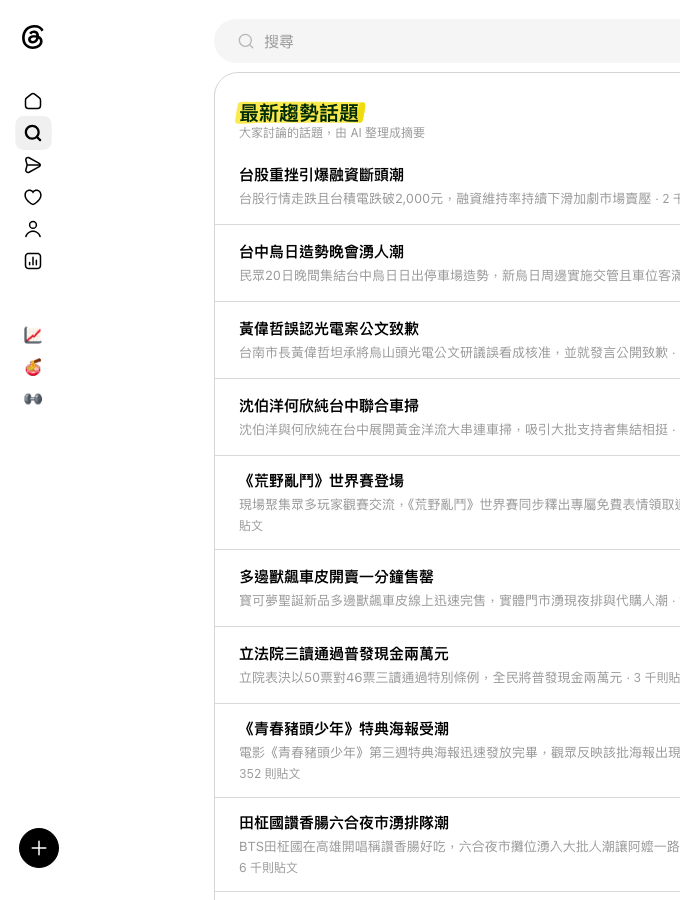 搜尋
最新趨勢話題
大家討論的話題，由 AI 整理成摘要
台股重挫引爆融資斷頭潮
台股行情走跌且台積電跌破2,000元，融資維持率持續下滑加劇市場賣壓 · 2 千
台中烏日造勢晚會湧人潮
民眾20日晚間集結台中烏日日出停車場造勢，新烏日周邊實施交管且車位客滿
黃偉哲誤認光電案公文致歉
台南市長黃偉哲坦承將烏山頭光電公文研議誤看成核准，並就發言公開致歉 ·
沈伯洋何欣純台中聯合車掃
沈伯洋與何欣純在台中展開黃金洋流大串連車掃，吸引大批支持者集結相挺 ·
《荒野亂鬥》世界賽登場
現場聚集眾多玩家觀賽交流，《荒野亂鬥》世界賽同步釋出專屬免費表情領取
貼文
多邊獸飆車皮開賣一分鐘售罄
寶可夢聖誕新品多邊獸飆車皮線上迅速完售，實體門市湧現夜排與代購人潮 ·
立法院三讀通過普發現金兩萬元
立院表決以50票對46票三讀通過特別條例，全民將普發現金兩萬元 · 3 千則貼
《青春豬頭少年》特典海報受潮
電影《青春豬頭少年》第三週特典海報迅速發放完畢，觀眾反映該批海報出現
352 則貼文
田柾國讚香腸六合夜市湧排隊潮
BTS田柾國在高雄開唱稱讚香腸好吃，六合夜市攤位湧入大批人潮讓阿嬤一路
6 千則貼文